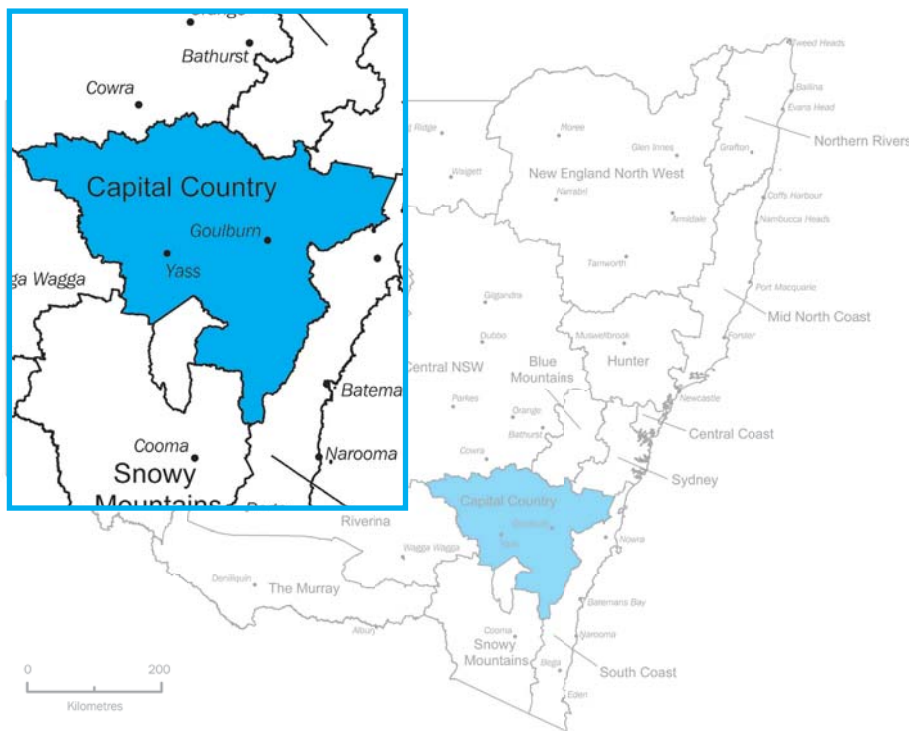 Bathurst
Cowra
Capital Country
Goulburn
Yass
ga Wagga
Batema
Cooma
Narooma
Snowy
Mountains
Tweed Heads
Ballina
Evans Head
Northern Rivers
Moree
Glen Innes
Grafton
g Ridge
Walgett
New England North West
Narrabri
Armidale
Coffs Harbour
Nambucca Heads
Tamworth
Port Macquarie
Gilgandra
Mid North Coast
Dubbo
Muswellbrook
Forster
Hunter
Central NSW
Blue
Mountains
Newcastle
Parkes
Orange
Bathurst
Central Coast
Cowra
Sydney
Capital Country
Goulburn
Yass
Riverina
Wagga Wagga
Nowra
Deniliquin
The Murray
Batemans Bay
Albury
Cooma
Narooma
Snowy
Mountains
Bega
South Coast
Eden
0 200
Kilometres